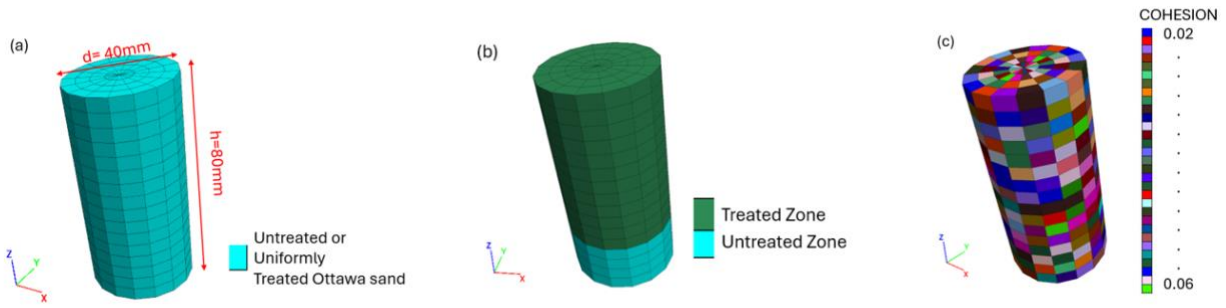 (a)
d= 40mm
h=80mm
Untreated or
Uniformly
Treated Ottawa sand
Z
Y
X
(b)
Treated Zone
Untreated Zone
Z
Y
X
(c)
COHESION
0.02
0.06
Z
Y
X